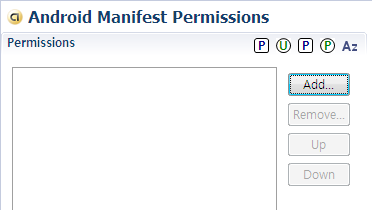 Android Manifest Permissions
Permissions
P U P P Az
Add...
Remove...
Up
Down